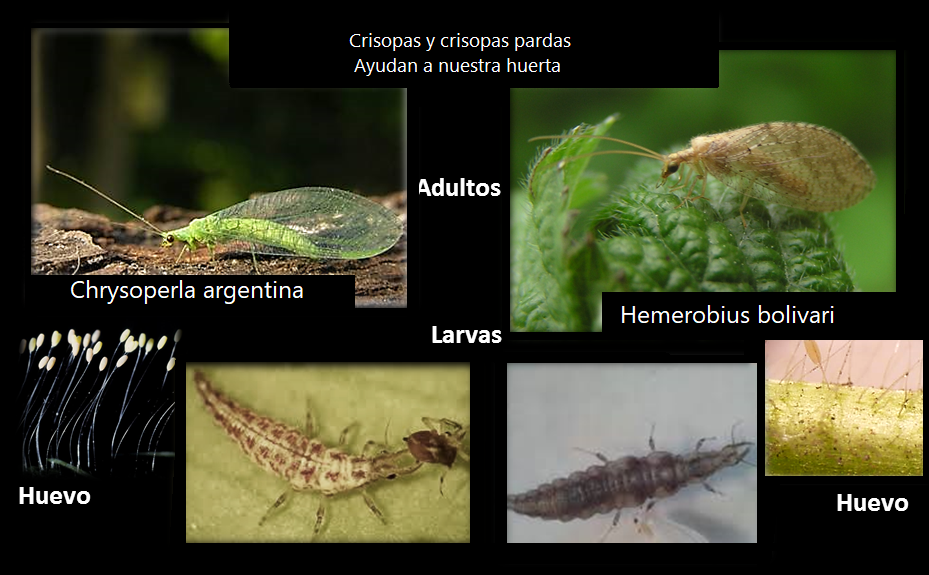 Crisopas y crisopas pardas
Ayudan a nuestra huerta
Adultos
Chrysoperla argentina
Hemerobius bolivari
Larvas
Huevo
Huevo